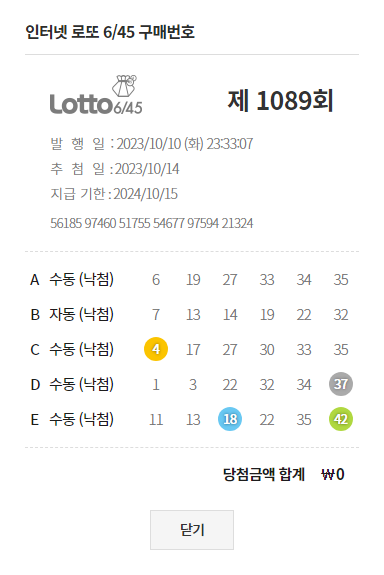 인터넷 로또 6/45 구매번호
Lotto6/45 제 1089회
발 행 일 : 2023/10/10 (화) 23:33:07
추 첨 일 : 2023/10/14
지급 기한 : 2024/10/15
56185 97460 51755 54677 97594 21324
A 수동 (낙첨) 6 19 27 33 34 35
B 자동 (낙첨) 7 13 14 19 22 32
C 수동 (낙첨) 4 17 27 30 33 35
D 수동 (낙첨) 1 3 22 32 34 37
E 수동 (낙첨) 11 13 18 22 35 42
당첨금액 합계 ₩0
닫기